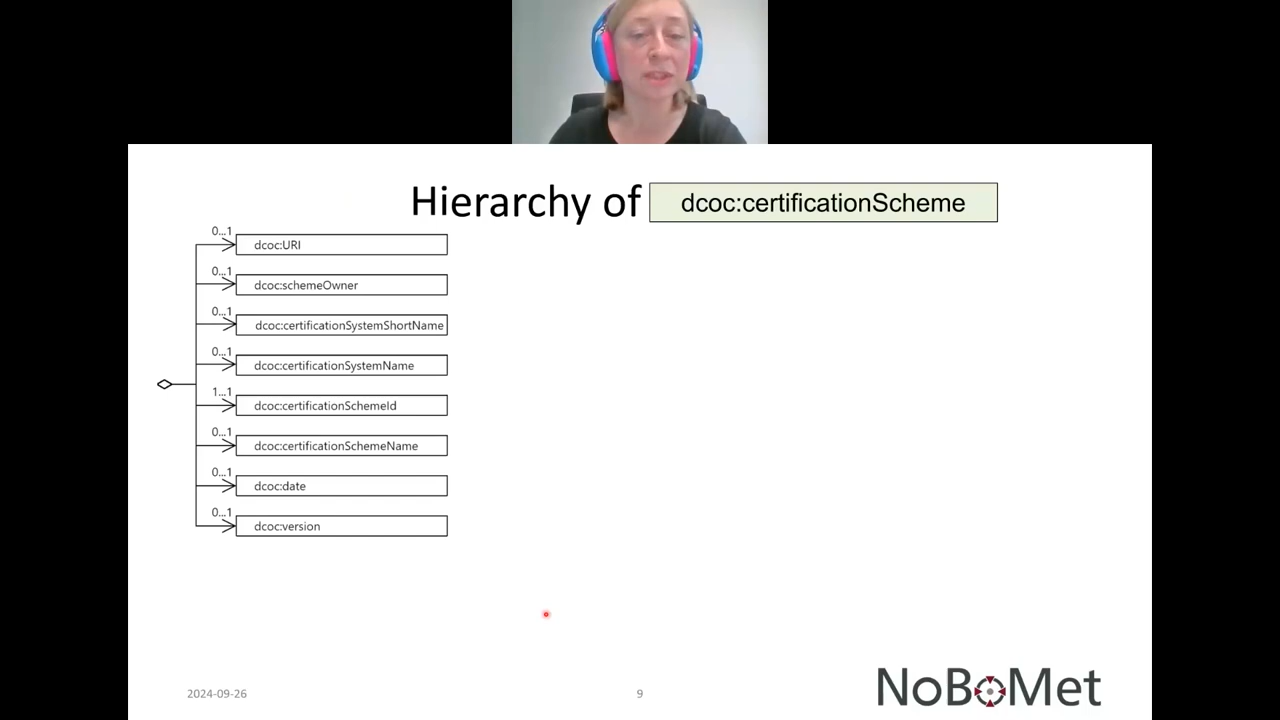 Hierarchy of dcoc:certificationScheme
0...1
dcoc:URI
0...1
dcoc:schemeOwner
0...1
dcoc:certificationSystemShortName
0...1
dcoc:certificationSystemName
1...1
dcoc:certificationSchemeId
0...1
dcoc:certificationSchemeName
0...1
dcoc:date
0...1
dcoc:version
2024-09-26
9
NoBoMet